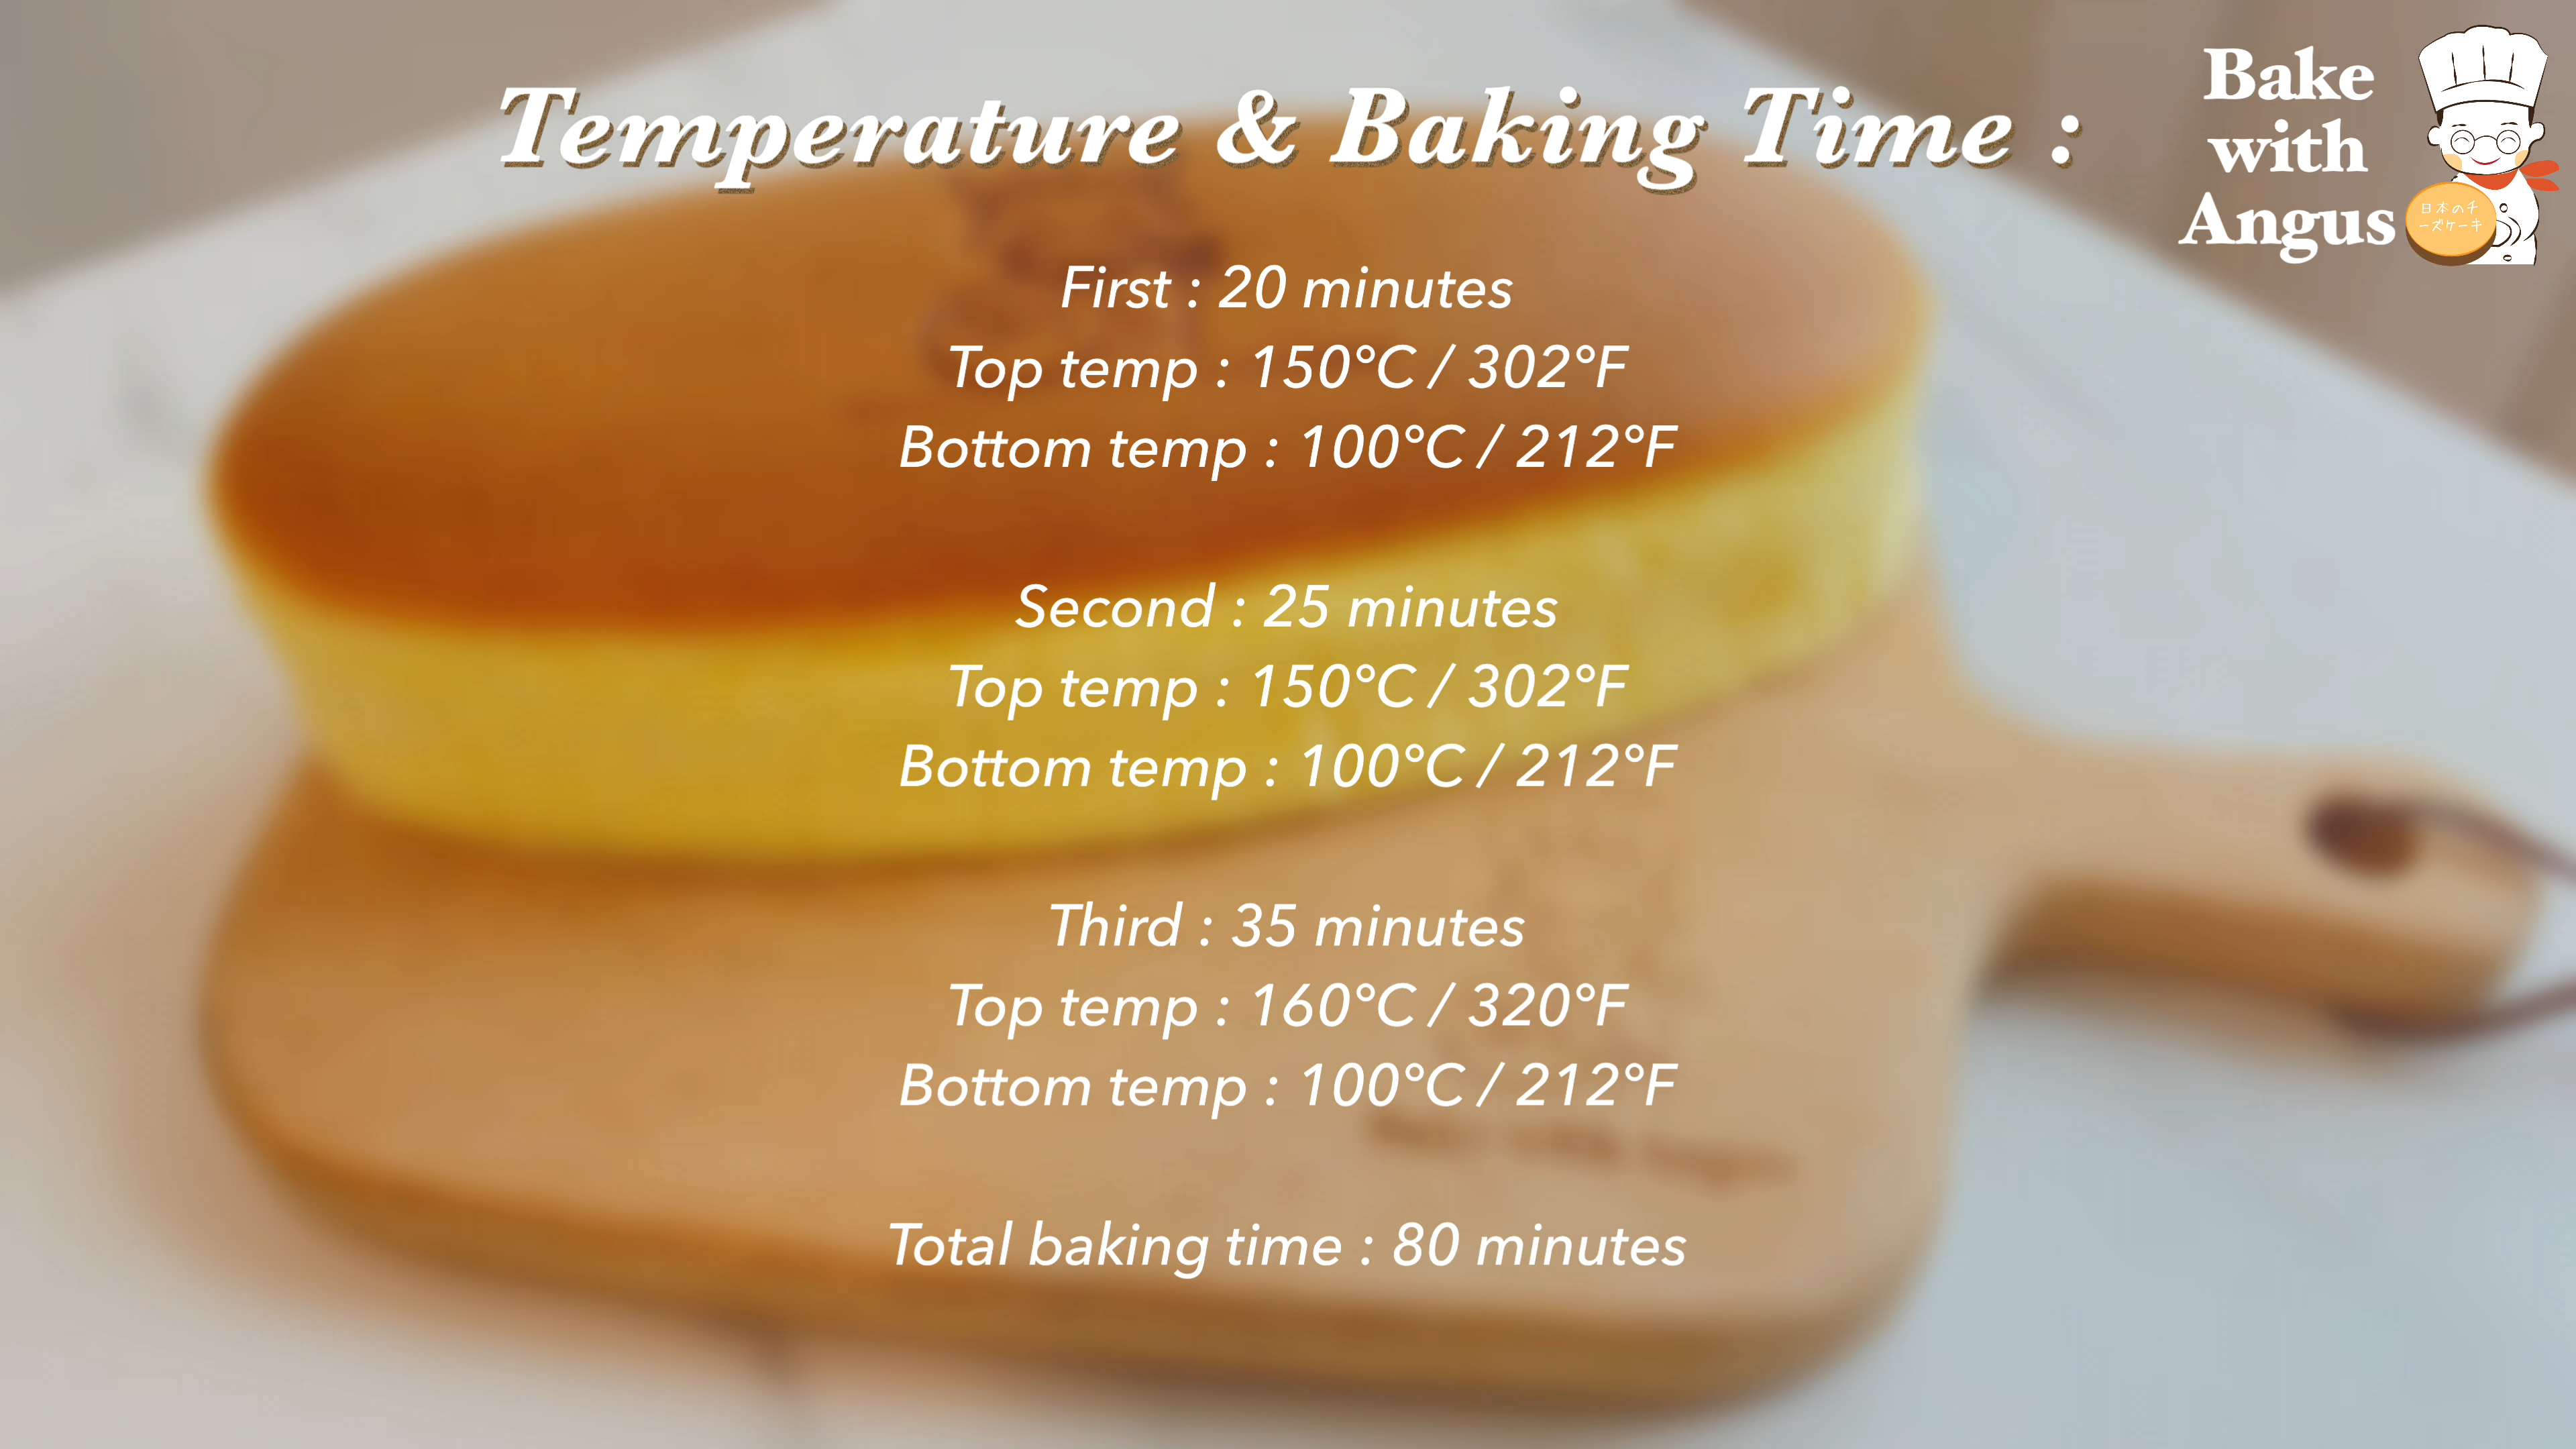 Temperature & Baking Time :
Bake
with
Angus
日本のチ
ーズケーキ
First : 20 minutes
Top temp : 150°C / 302°F
Bottom temp : 100°C / 212°F
Second : 25 minutes
Top temp : 150°C / 302°F
Bottom temp : 100°C / 212°F
Third : 35 minutes
Top temp : 160°C / 320°F
Bottom temp : 100°C / 212°F
Total baking time : 80 minutes